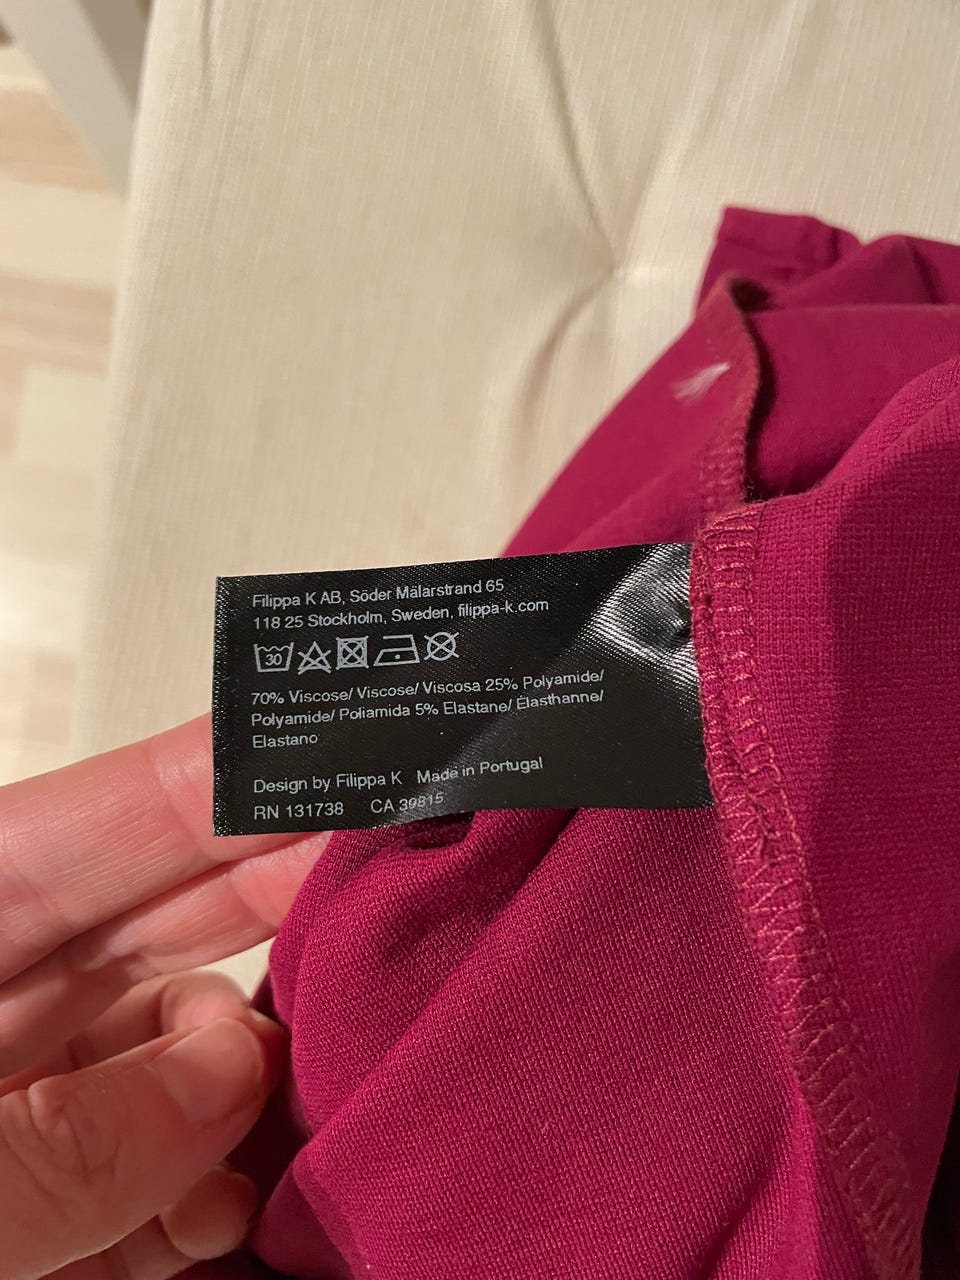 Filippa K AB, Söder Mälarstrand 65
118 25 Stockholm, Sweden, filippa-k.com
30
70% Viscose/ Viscose/ Viscosa 25% Polyamide/
Polyamide/ Poliamida 5% Elastane/ Élasthanne/
Elastano
Design by Filippa K Made in Portugal
RN 131738 CA 39815